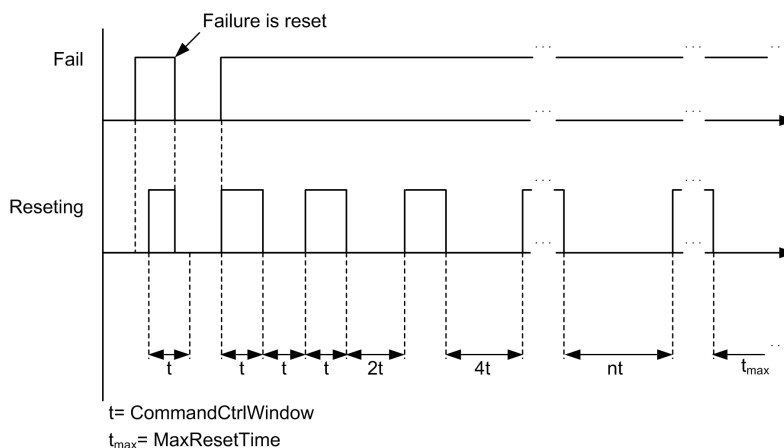 Failure is reset
Fail
...
...
...
...
...
Reseting
...
...
...
...
t
t
t
t
2t
4t
nt
tmax
...
t= CommandCtrlWindow
tmax= MaxResetTime